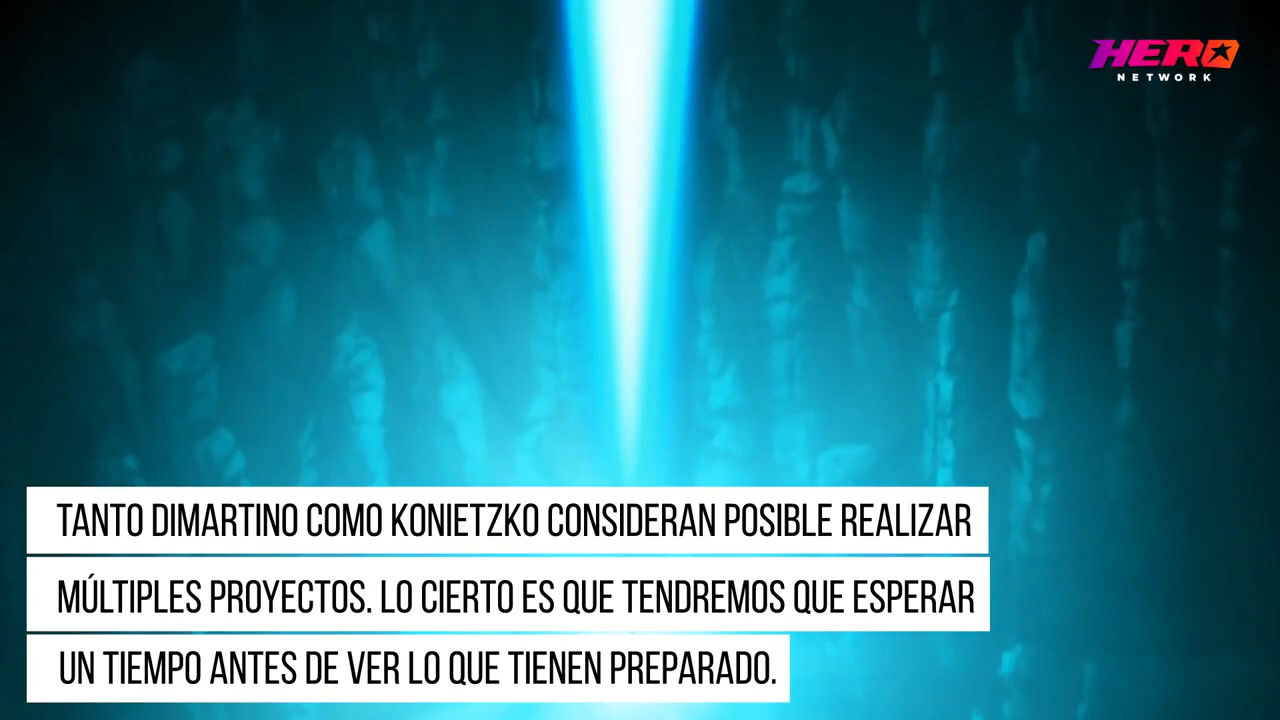 HERO
NETWORK
TANTO DIMARTINO COMO KONIETZKO CONSIDERAN POSIBLE REALIZAR
MÚLTIPLES PROYECTOS. LO CIERTO ES QUE TENDREMOS QUE ESPERAR
UN TIEMPO ANTES DE VER LO QUE TIENEN PREPARADO.